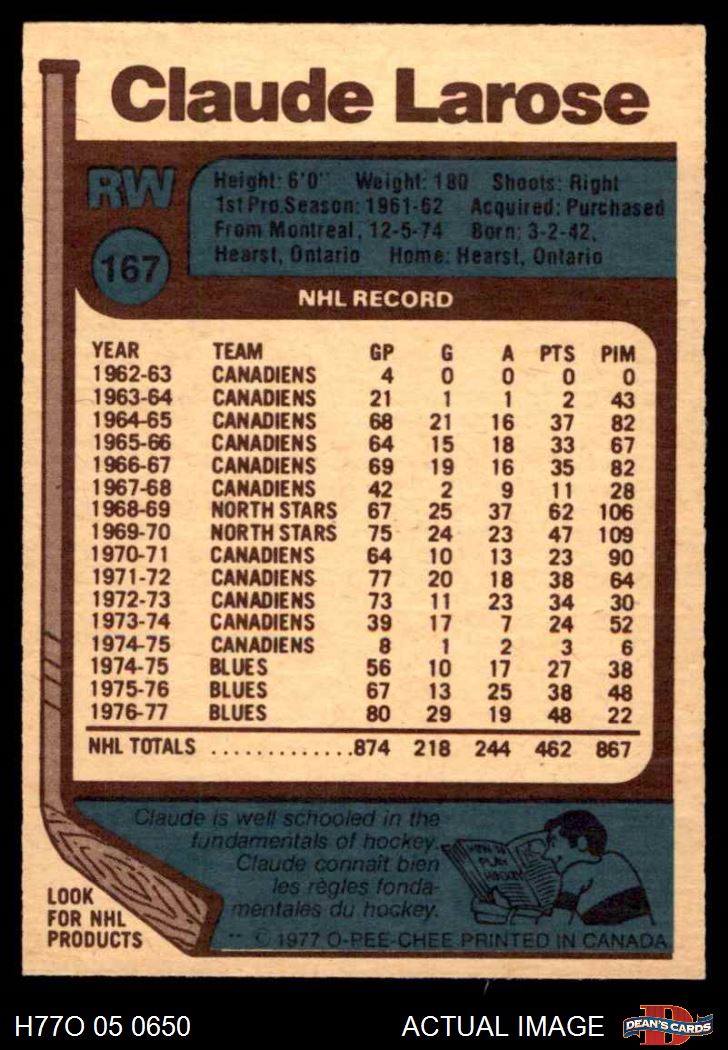 Claude Larose
RW
167
Height: 6'0" Weight: 180 Shoots: Right
1st Pro Season: 1961-62 Acquired: Purchased
From Montreal, 12-5-74 Born: 3-2-42,
Hearst, Ontario Home: Hearst, Ontario
NHL RECORD
YEAR TEAM GP G A PTS PIM
1962-63 CANADIENS 4 0 0 0 0
1963-64 CANADIENS 21 1 1 2 43
1964-65 CANADIENS 68 21 16 37 82
1965-66 CANADIENS 64 15 18 33 67
1966-67 CANADIENS 69 19 16 35 82
1967-68 CANADIENS 42 2 9 11 28
1968-69 NORTH STARS 67 25 37 62 106
1969-70 NORTH STARS 75 24 23 47 109
1970-71 CANADIENS 64 10 13 23 90
1971-72 CANADIENS 77 20 18 38 64
1972-73 CANADIENS 73 11 23 34 30
1973-74 CANADIENS 39 17 7 24 52
1974-75 CANADIENS 8 1 2 3 6
1974-75 BLUES 56 10 17 27 38
1975-76 BLUES 67 13 25 38 48
1976-77 BLUES 80 29 19 48 22
NHL TOTALS .............874 218 244 462 867
Claude is well schooled in the
fundamentals of hockey.
Claude connait bien
les règles fonda-
mentales du hockey.
HOW TO
PLAY
HOCKEY
LOOK
FOR NHL
PRODUCTS
© 1977 O-PEE-CHEE PRINTED IN CANADA
H77O 05 0650
ACTUAL IMAGE
D
DEAN'S CARDS